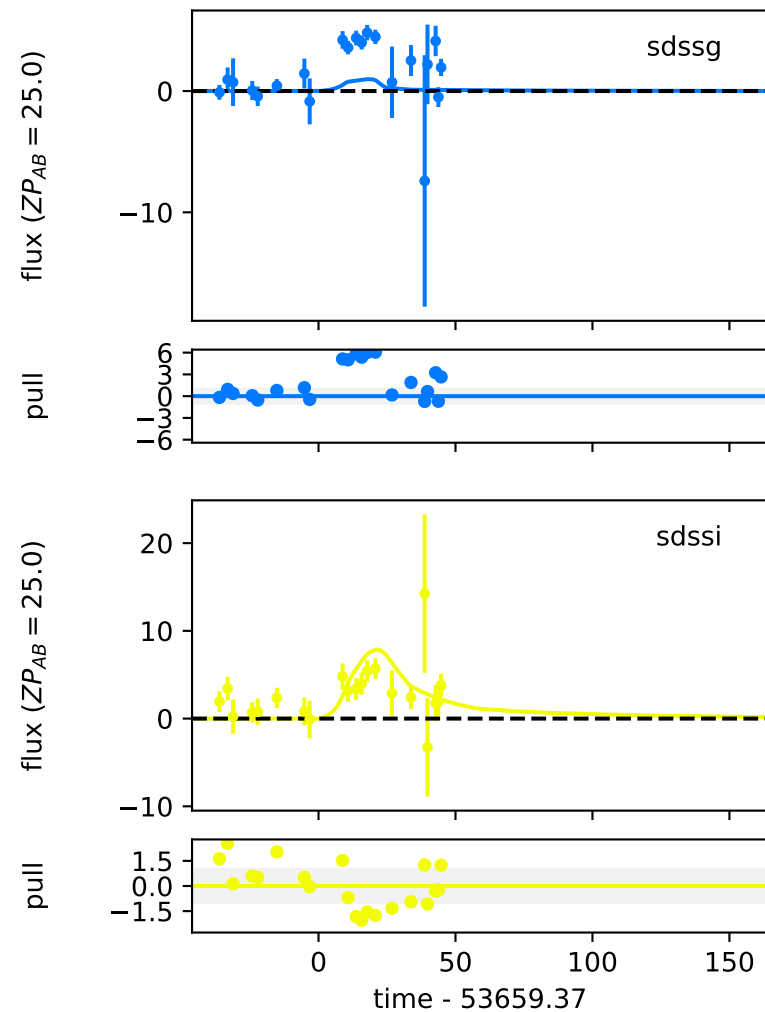 sdssg
flux (ZP_AB = 25.0)
0
−10
pull
6
3
0
−3
−6
sdssi
flux (ZP_AB = 25.0)
20
10
0
−10
pull
1.5
0.0
−1.5
0 50 100 150
time - 53659.37